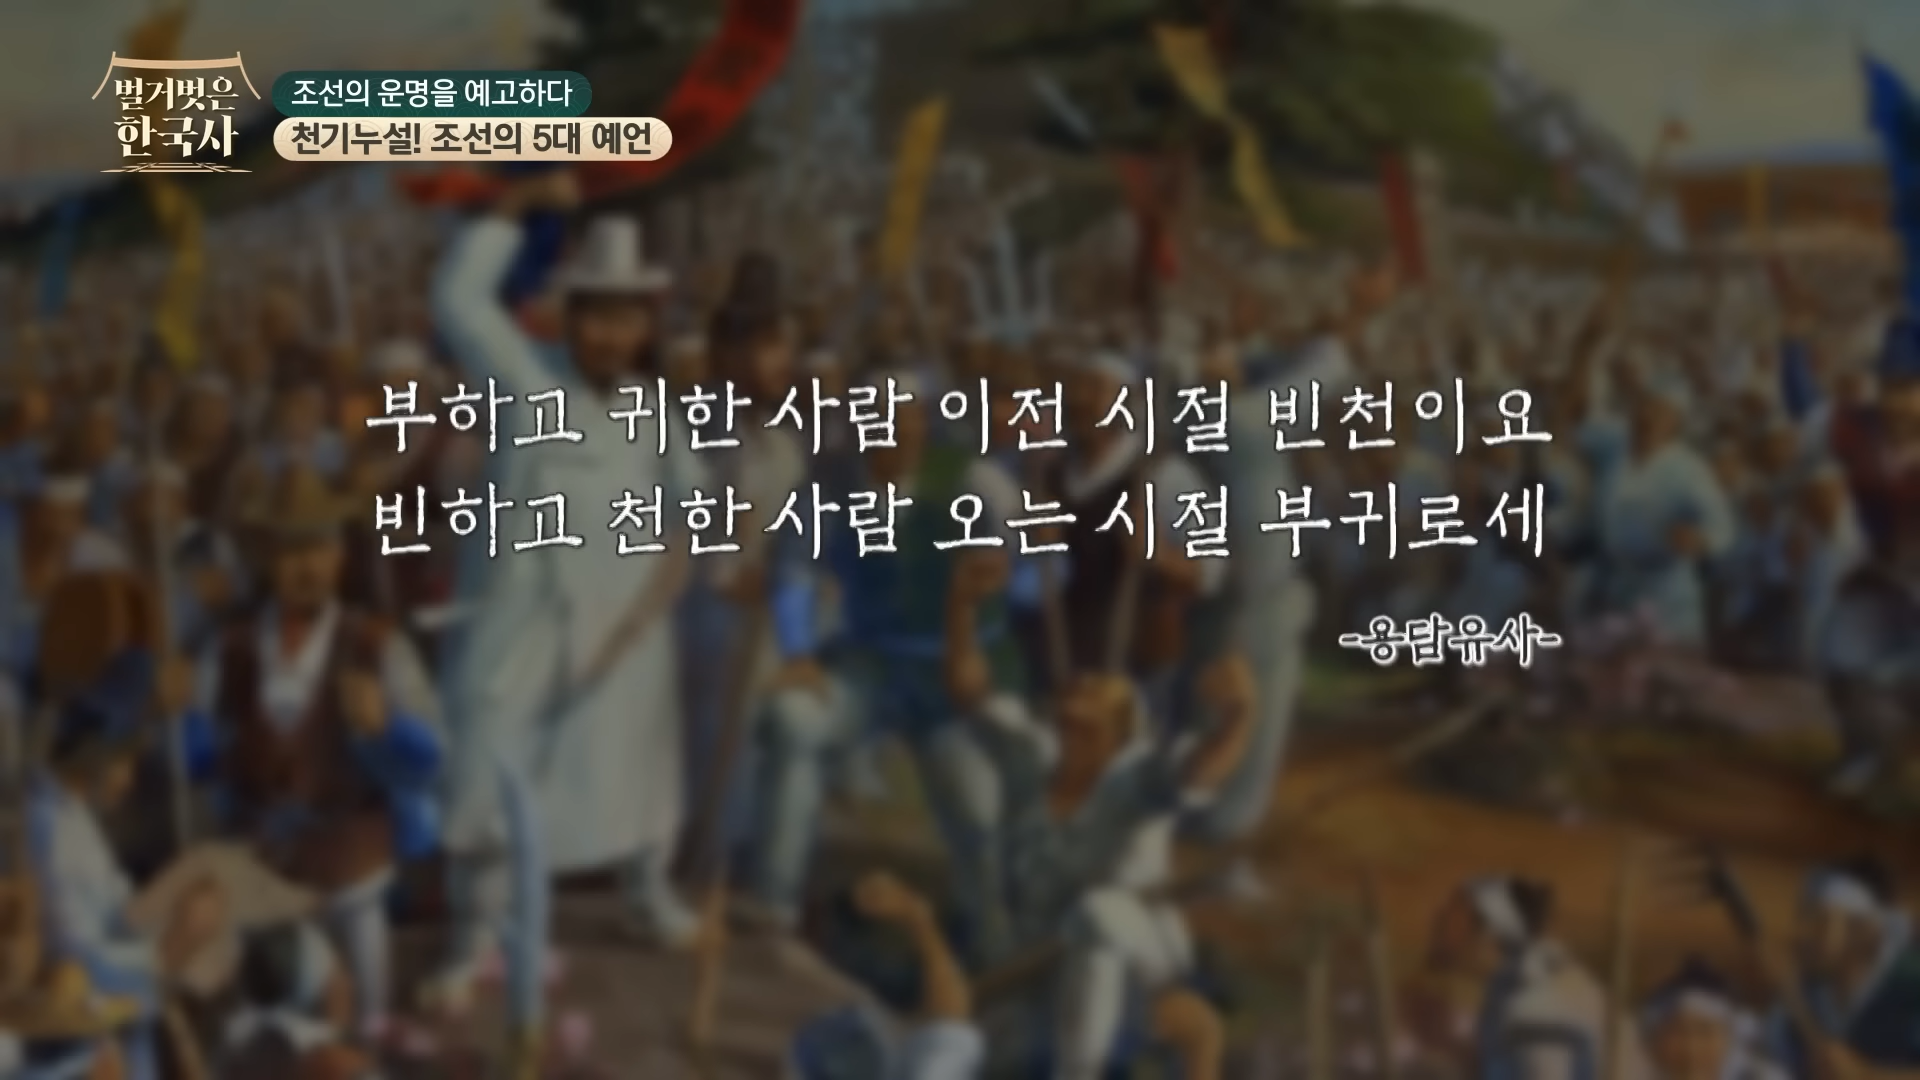 벌거벗은
한국사
조선의 운명을 예고하다
천기누설! 조선의 5대 예언
부하고 귀한 사람 이전 시절 빈천이요
빈하고 천한 사람 오는 시절 부귀로세
-용담유사-